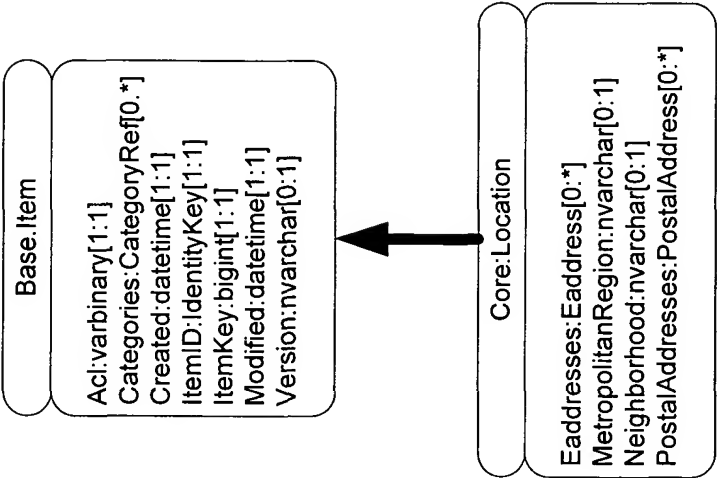 Base.Item
Acl:varbinary[1:1]
Categories:CategoryRef[0.*]
Created:datetime[1:1]
ItemID:IdentityKey[1:1]
ItemKey:bigint[1:1]
Modified:datetime[1:1]
Version:nvarchar[0:1]
Core:Location
Eaddresses:Eaddress[0:*]
MetropolitanRegion:nvarchar[0:1]
Neighborhood:nvarchar[0:1]
PostalAddresses:PostalAddress[0:*]